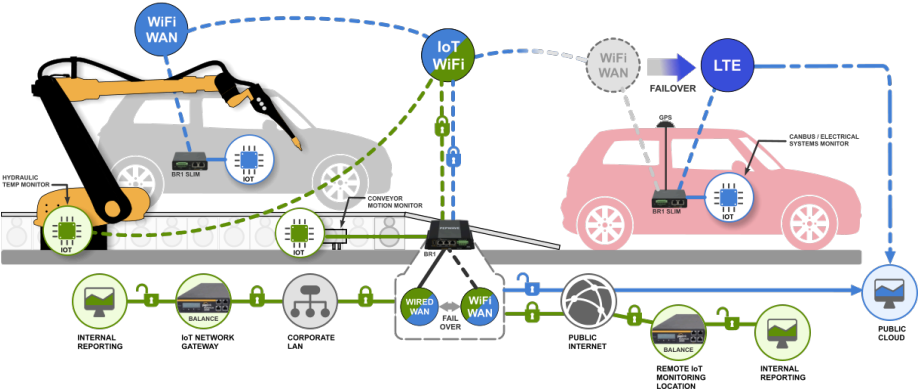 WiFi
WAN
IoT
WiFi
WiFi
WAN
FAILOVER
LTE
GPS
CANBUS / ELECTRICAL
SYSTEMS MONITOR
HYDRAULIC
TEMP MONITOR
BR1 SLIM
IOT
CONVEYOR
MOTION MONITOR
BR1 SLIM
IOT
IOT
IOT
BR1
WIRED
WAN
FAIL
OVER
WiFi
WAN
BALANCE
INTERNAL
REPORTING
IoT NETWORK
GATEWAY
CORPORATE
LAN
PUBLIC
INTERNET
BALANCE
REMOTE IoT
MONITORING
LOCATION
INTERNAL
REPORTING
PUBLIC
CLOUD